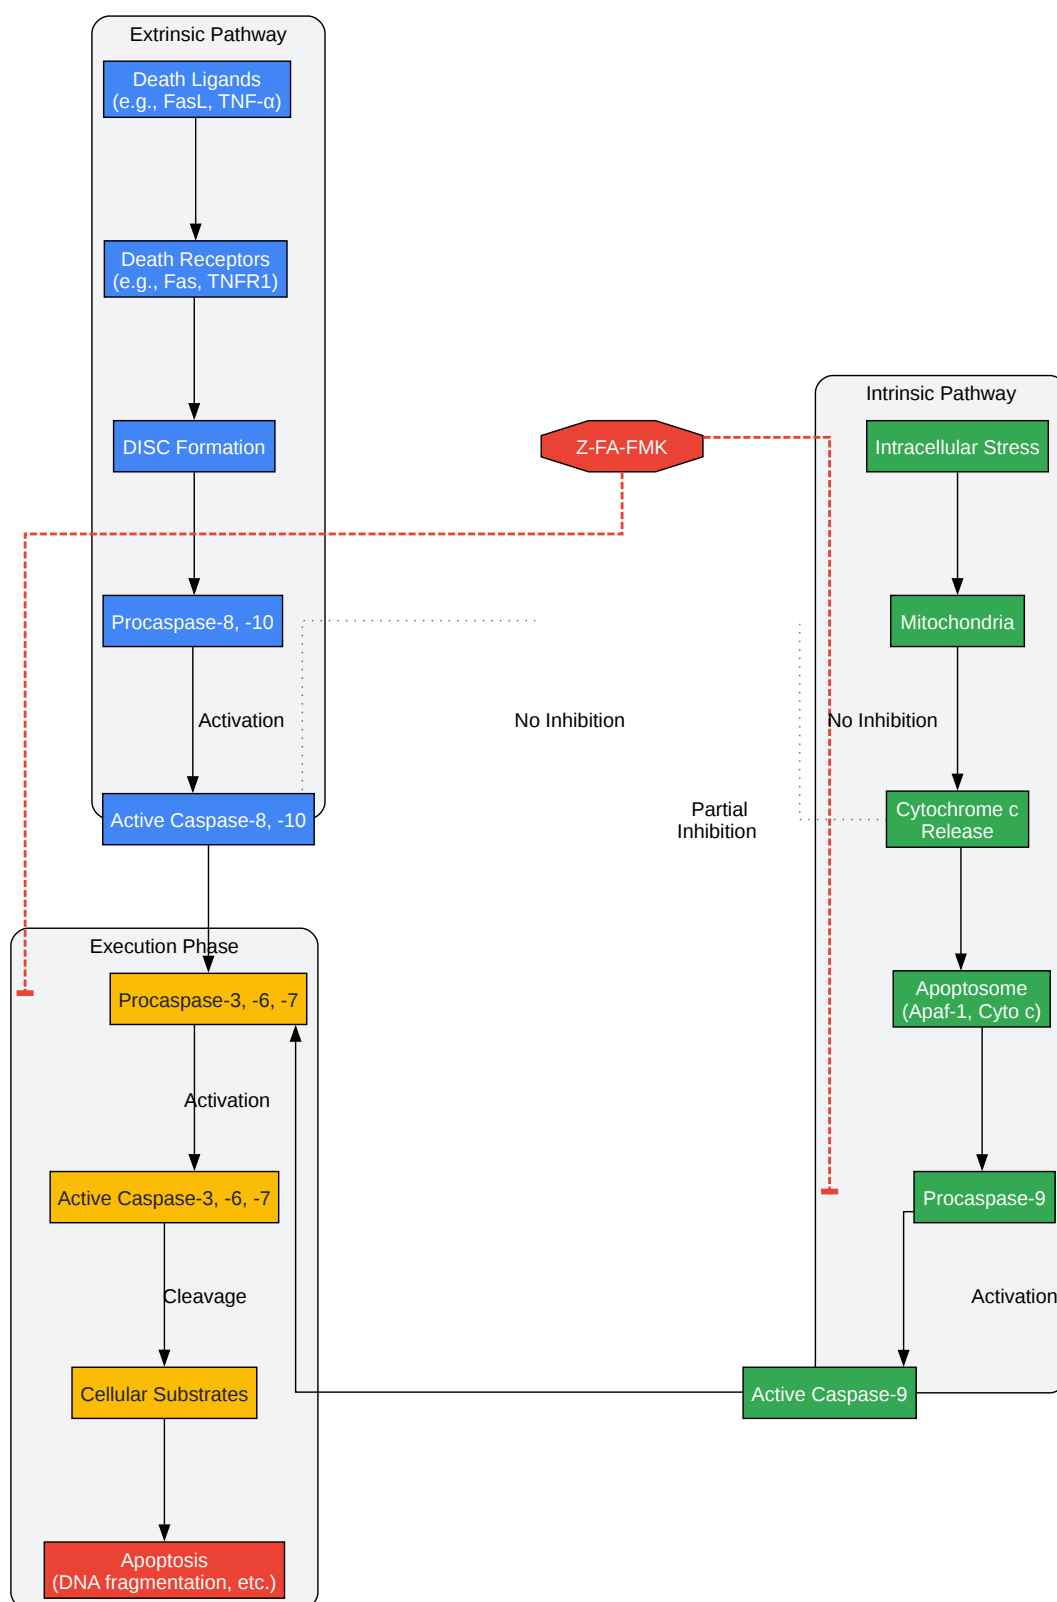 Extrinsic Pathway
Death Ligands
(e.g., FasL, TNF-α)
Death Receptors
(e.g., Fas, TNFR1)
DISC Formation
Procaspase-8, -10
Activation
Active Caspase-8, -10
Z-FA-FMK
No Inhibition
Partial
Inhibition
Intrinsic Pathway
Intracellular Stress
Mitochondria
No Inhibition
Cytochrome c
Release
Apoptosome
(Apaf-1, Cyto c)
Procaspase-9
Activation
Active Caspase-9
Execution Phase
Procaspase-3, -6, -7
Activation
Active Caspase-3, -6, -7
Cleavage
Cellular Substrates
Apoptosis
(DNA fragmentation, etc.)